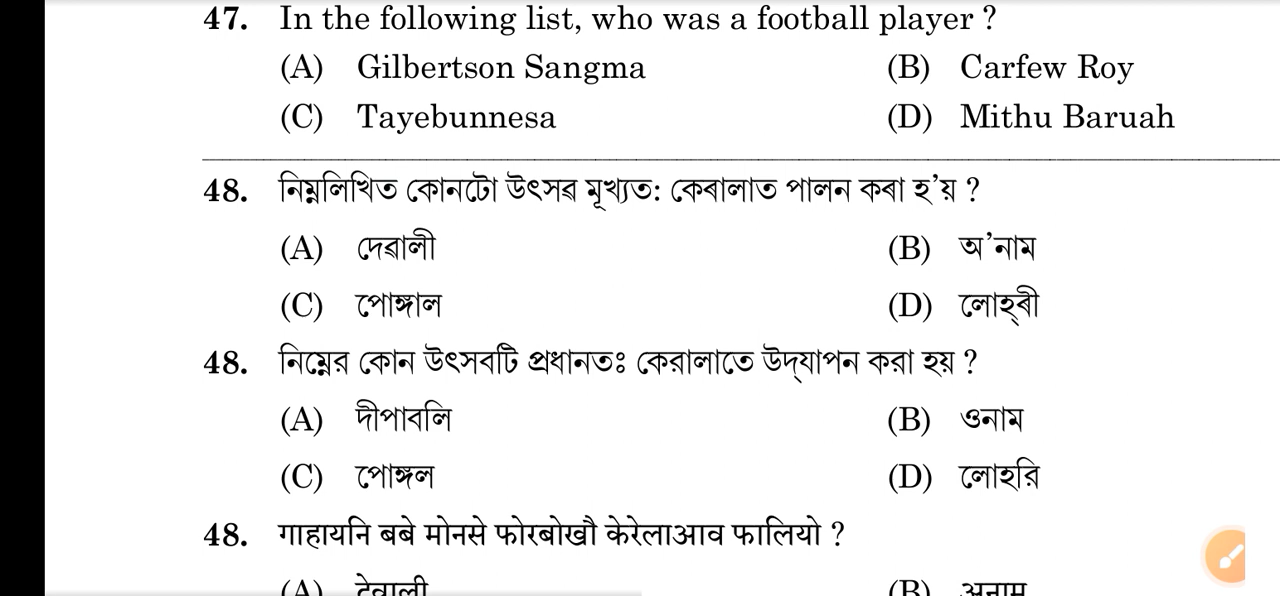 47. In the following list, who was a football player ?
(A) Gilbertson Sangma (B) Carfew Roy
(C) Tayebunnesa (D) Mithu Baruah
48. নিম্নলিখিত কোনটো উৎসৱ মূখ্যত: কেৰালাত পালন কৰা হ’য় ?
(A) দেৱালী (B) অ’নাম
(C) পোঙ্গাল (D) লোহ্ৰী
48. নিম্নের কোন উৎসবটি প্রধানতঃ কেরালাতে উদ্‌যাপন করা হয় ?
(A) দীপাবলি (B) ওনাম
(C) পোঙ্গল (D) লোহরি
48. गाहायनि बबे मोनसे फोरबोखौ केरेलाआव फालियो ?
(A) देवाली (B) अनाम